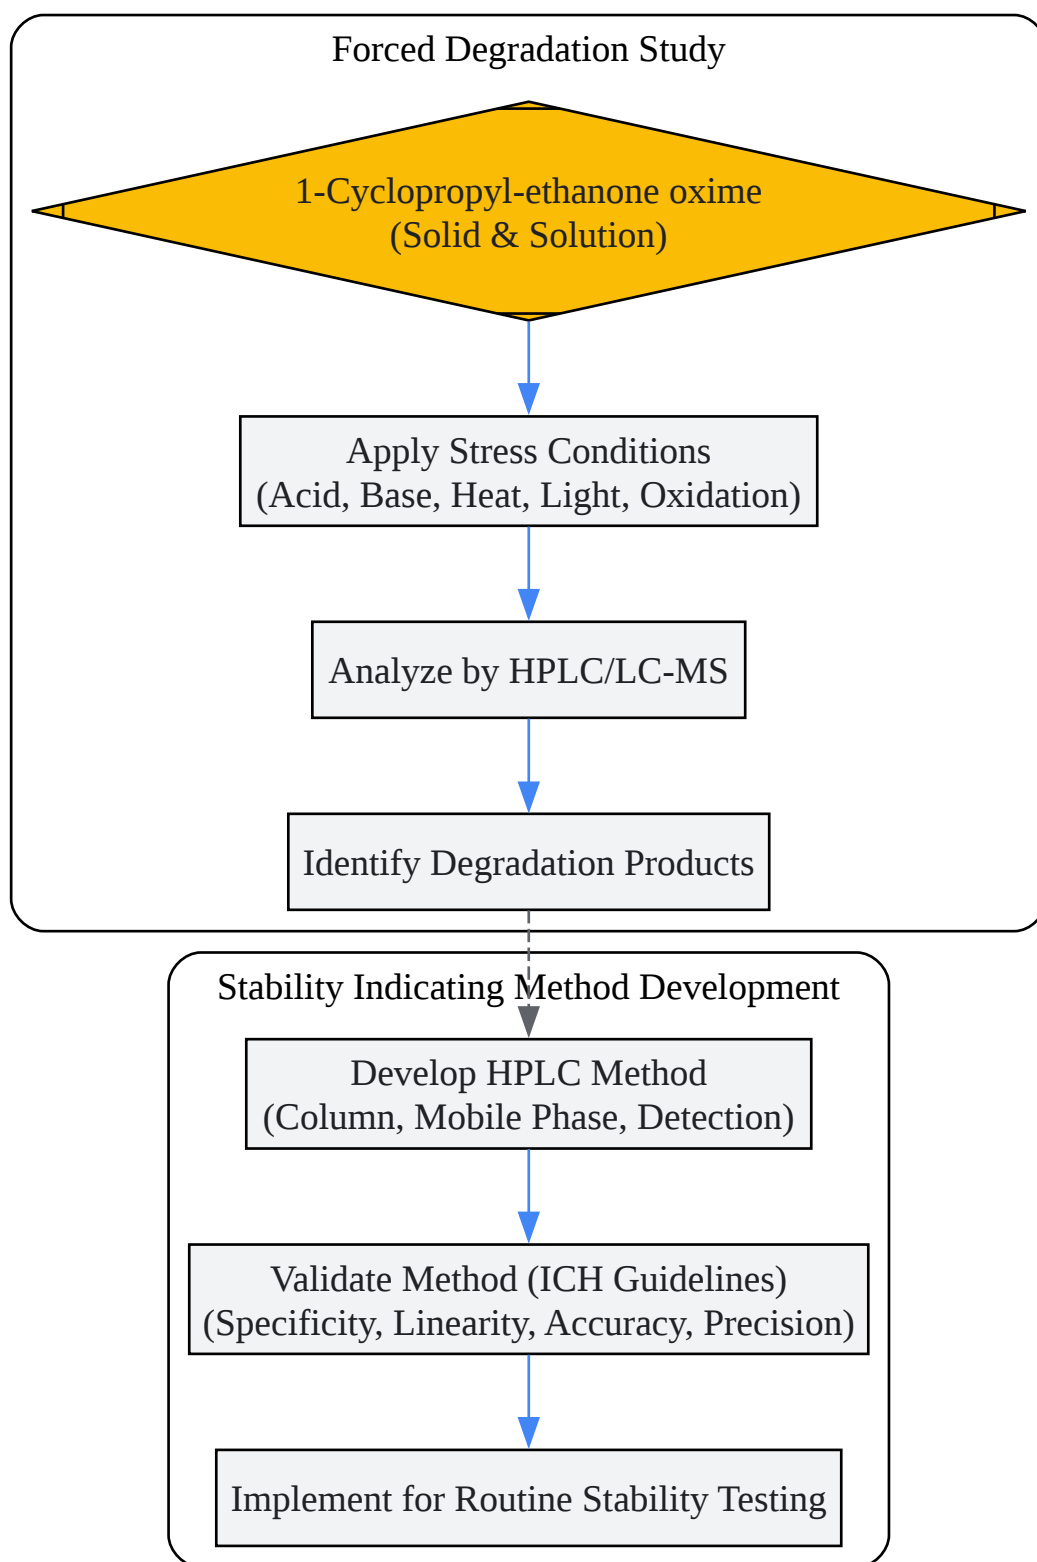 Forced Degradation Study
1-Cyclopropyl-ethanone oxime
(Solid & Solution)
Apply Stress Conditions
(Acid, Base, Heat, Light, Oxidation)
Analyze by HPLC/LC-MS
Identify Degradation Products
Stability Indicating Method Development
Develop HPLC Method
(Column, Mobile Phase, Detection)
Validate Method (ICH Guidelines)
(Specificity, Linearity, Accuracy, Precision)
Implement for Routine Stability Testing